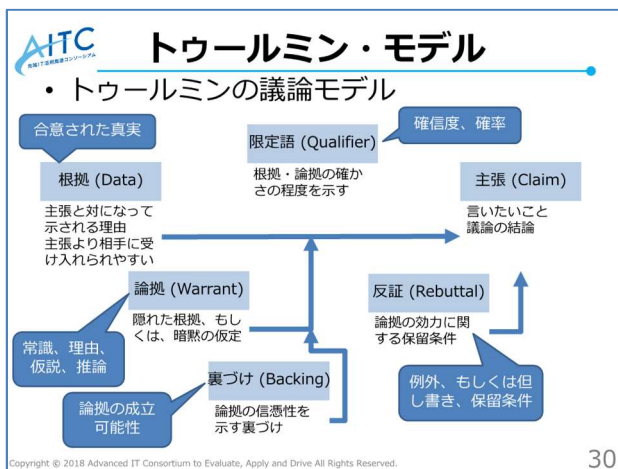 AITC
先端IT活用推進コンソーシアム
トゥールミン・モデル
• トゥールミンの議論モデル
合意された真実
確信度、確率
限定語 (Qualifier)
根拠・論拠の確か
さの程度を示す
根拠 (Data)
主張と対になって
示される理由
主張より相手に受
け入れられやすい
主張 (Claim)
言いたいこと
議論の結論
論拠 (Warrant)
隠れた根拠、もし
くは、暗黙の仮定
反証 (Rebuttal)
論拠の効力に関
する保留条件
常識、理由、
仮説、推論
裏づけ (Backing)
論拠の信憑性を
示す裏づけ
例外、もしくは但
し書き、保留条件
論拠の成立
可能性
Copyright © 2018 Advanced IT Consortium to Evaluate, Apply and Drive All Rights Reserved.
30